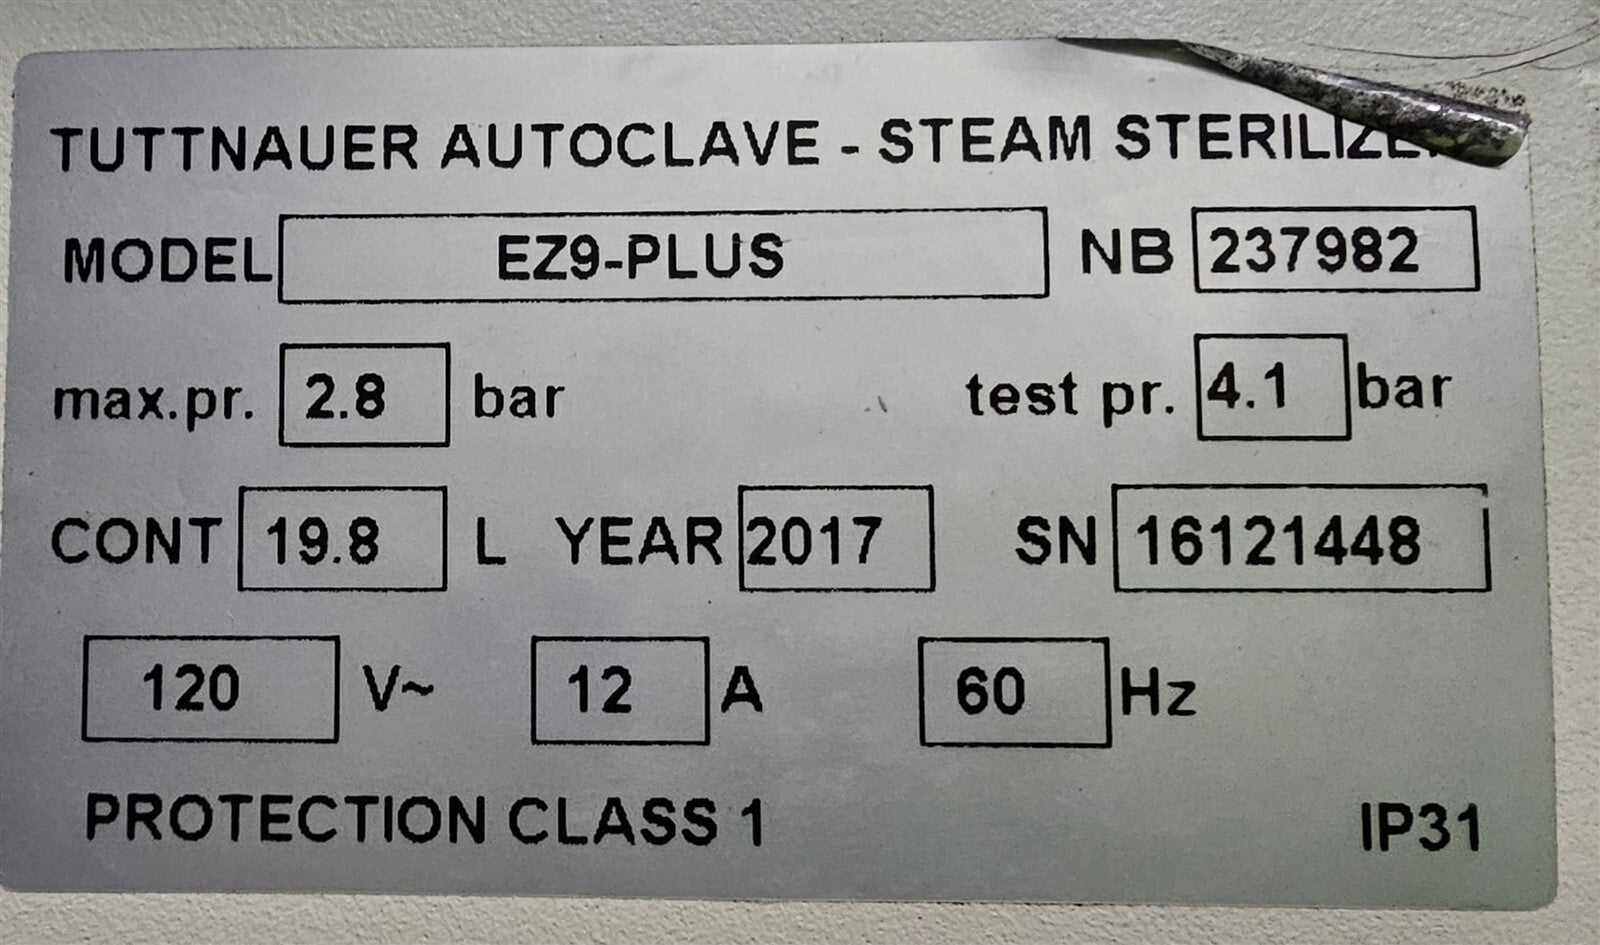 TUTTNAUER AUTOCLAVE - STEAM STERILIZE
MODEL EZ9-PLUS NB 237982
max.pr. 2.8 bar test pr. 4.1 bar
CONT 19.8 L YEAR 2017 SN 16121448
120 V~ 12 A 60 Hz
PROTECTION CLASS 1 IP31